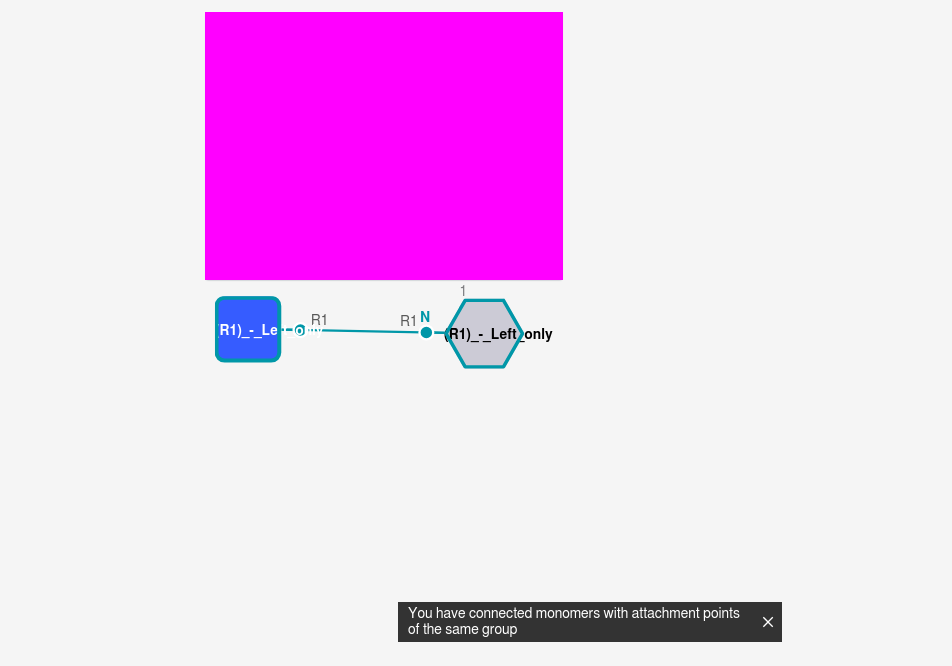 1
R1 R1 N
R1)_-_Left_only (R1)_-_Left_only
You have connected monomers with attachment points
of the same group